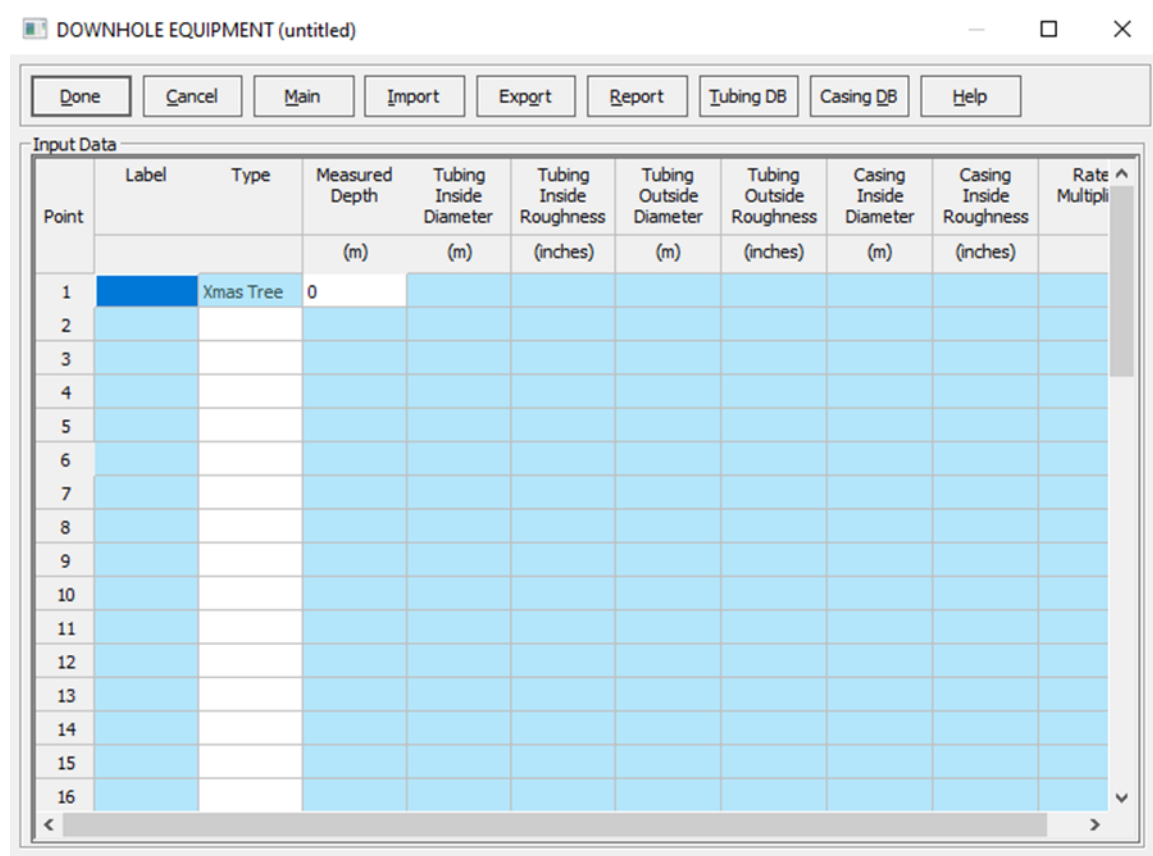 DOWNHOLE EQUIPMENT (untitled)
Done Cancel Main Import Export Report Tubing DB Casing DB Help
Input Data
Point Label Type Measured Depth Tubing Inside Diameter Tubing Inside Roughness Tubing Outside Diameter Tubing Outside Roughness Casing Inside Diameter Casing Inside Roughness Rate Multipli
(m) (m) (inches) (m) (inches) (m) (inches)
1 Xmas Tree 0
2
3
4
5
6
7
8
9
10
11
12
13
14
15
16